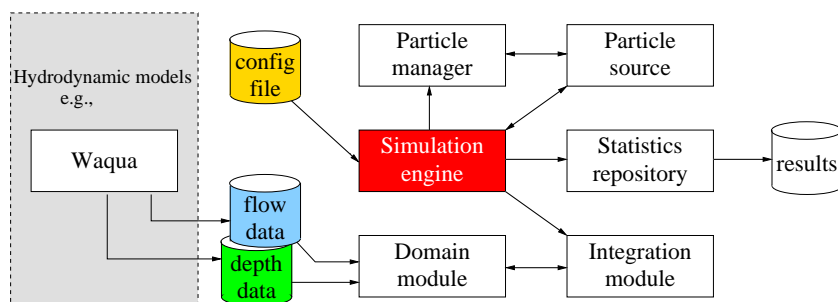 Hydrodynamic models
e.g.,
Waqua
config
file
flow
data
depth
data
Particle
manager
Particle
source
Simulation
engine
Statistics
repository
results
Domain
module
Integration
module